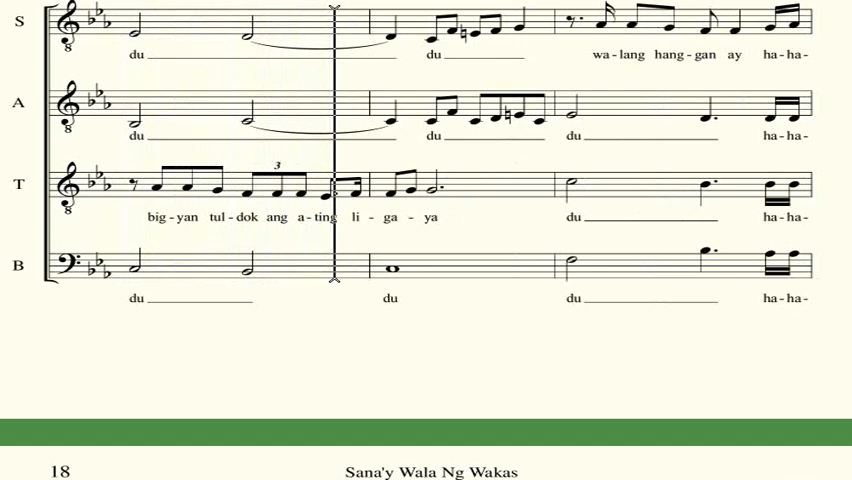 S
du du wa-lang hang-gan ay ha-ha-
A
du du du ha-ha-
T
3
big-yan tul-dok ang a-ting li-ga-ya du ha-ha-
B
du du du ha-ha-
18 Sana'y Wala Ng Wakas